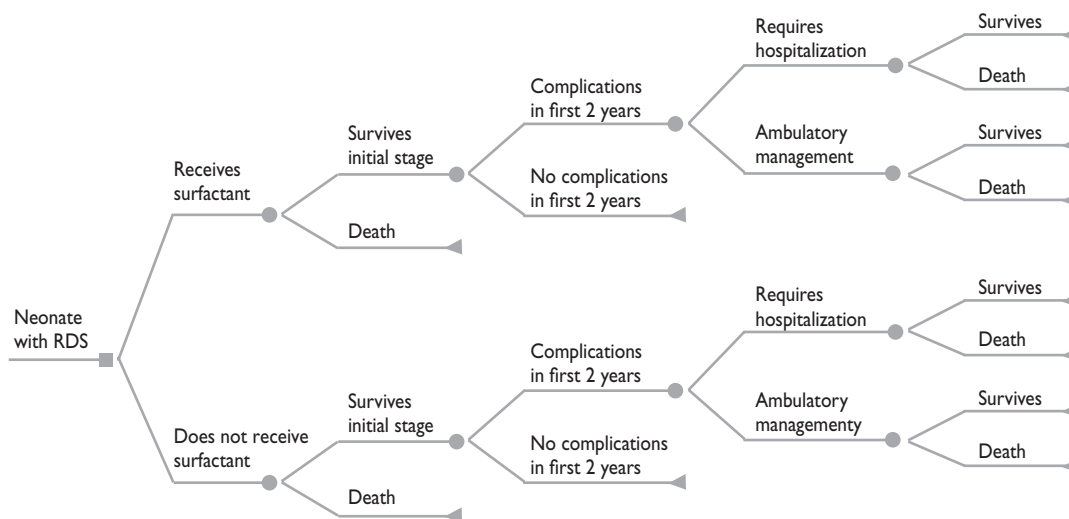 Requires
hospitalization
Survives
Death
Complications
in first 2 years
Ambulatory
management
Survives
Death
Survives
initial stage
No complications
in first 2 years
Receives
surfactant
Death
Neonate
with RDS
Requires
hospitalization
Survives
Death
Complications
in first 2 years
Ambulatory
managementy
Survives
Death
Survives
initial stage
No complications
in first 2 years
Does not receive
surfactant
Death